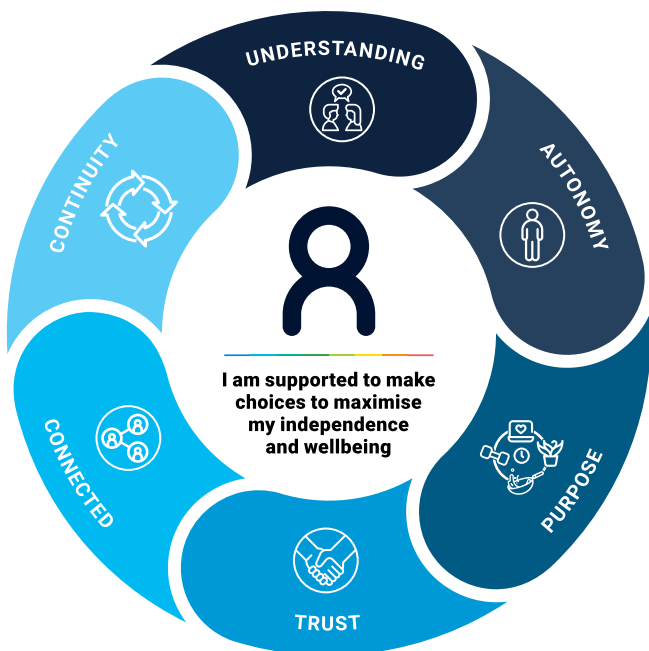 UNDERSTANDING
AUTONOMY
PURPOSE
TRUST
CONNECTED
CONTINUITY
I am supported to make
choices to maximise
my independence
and wellbeing